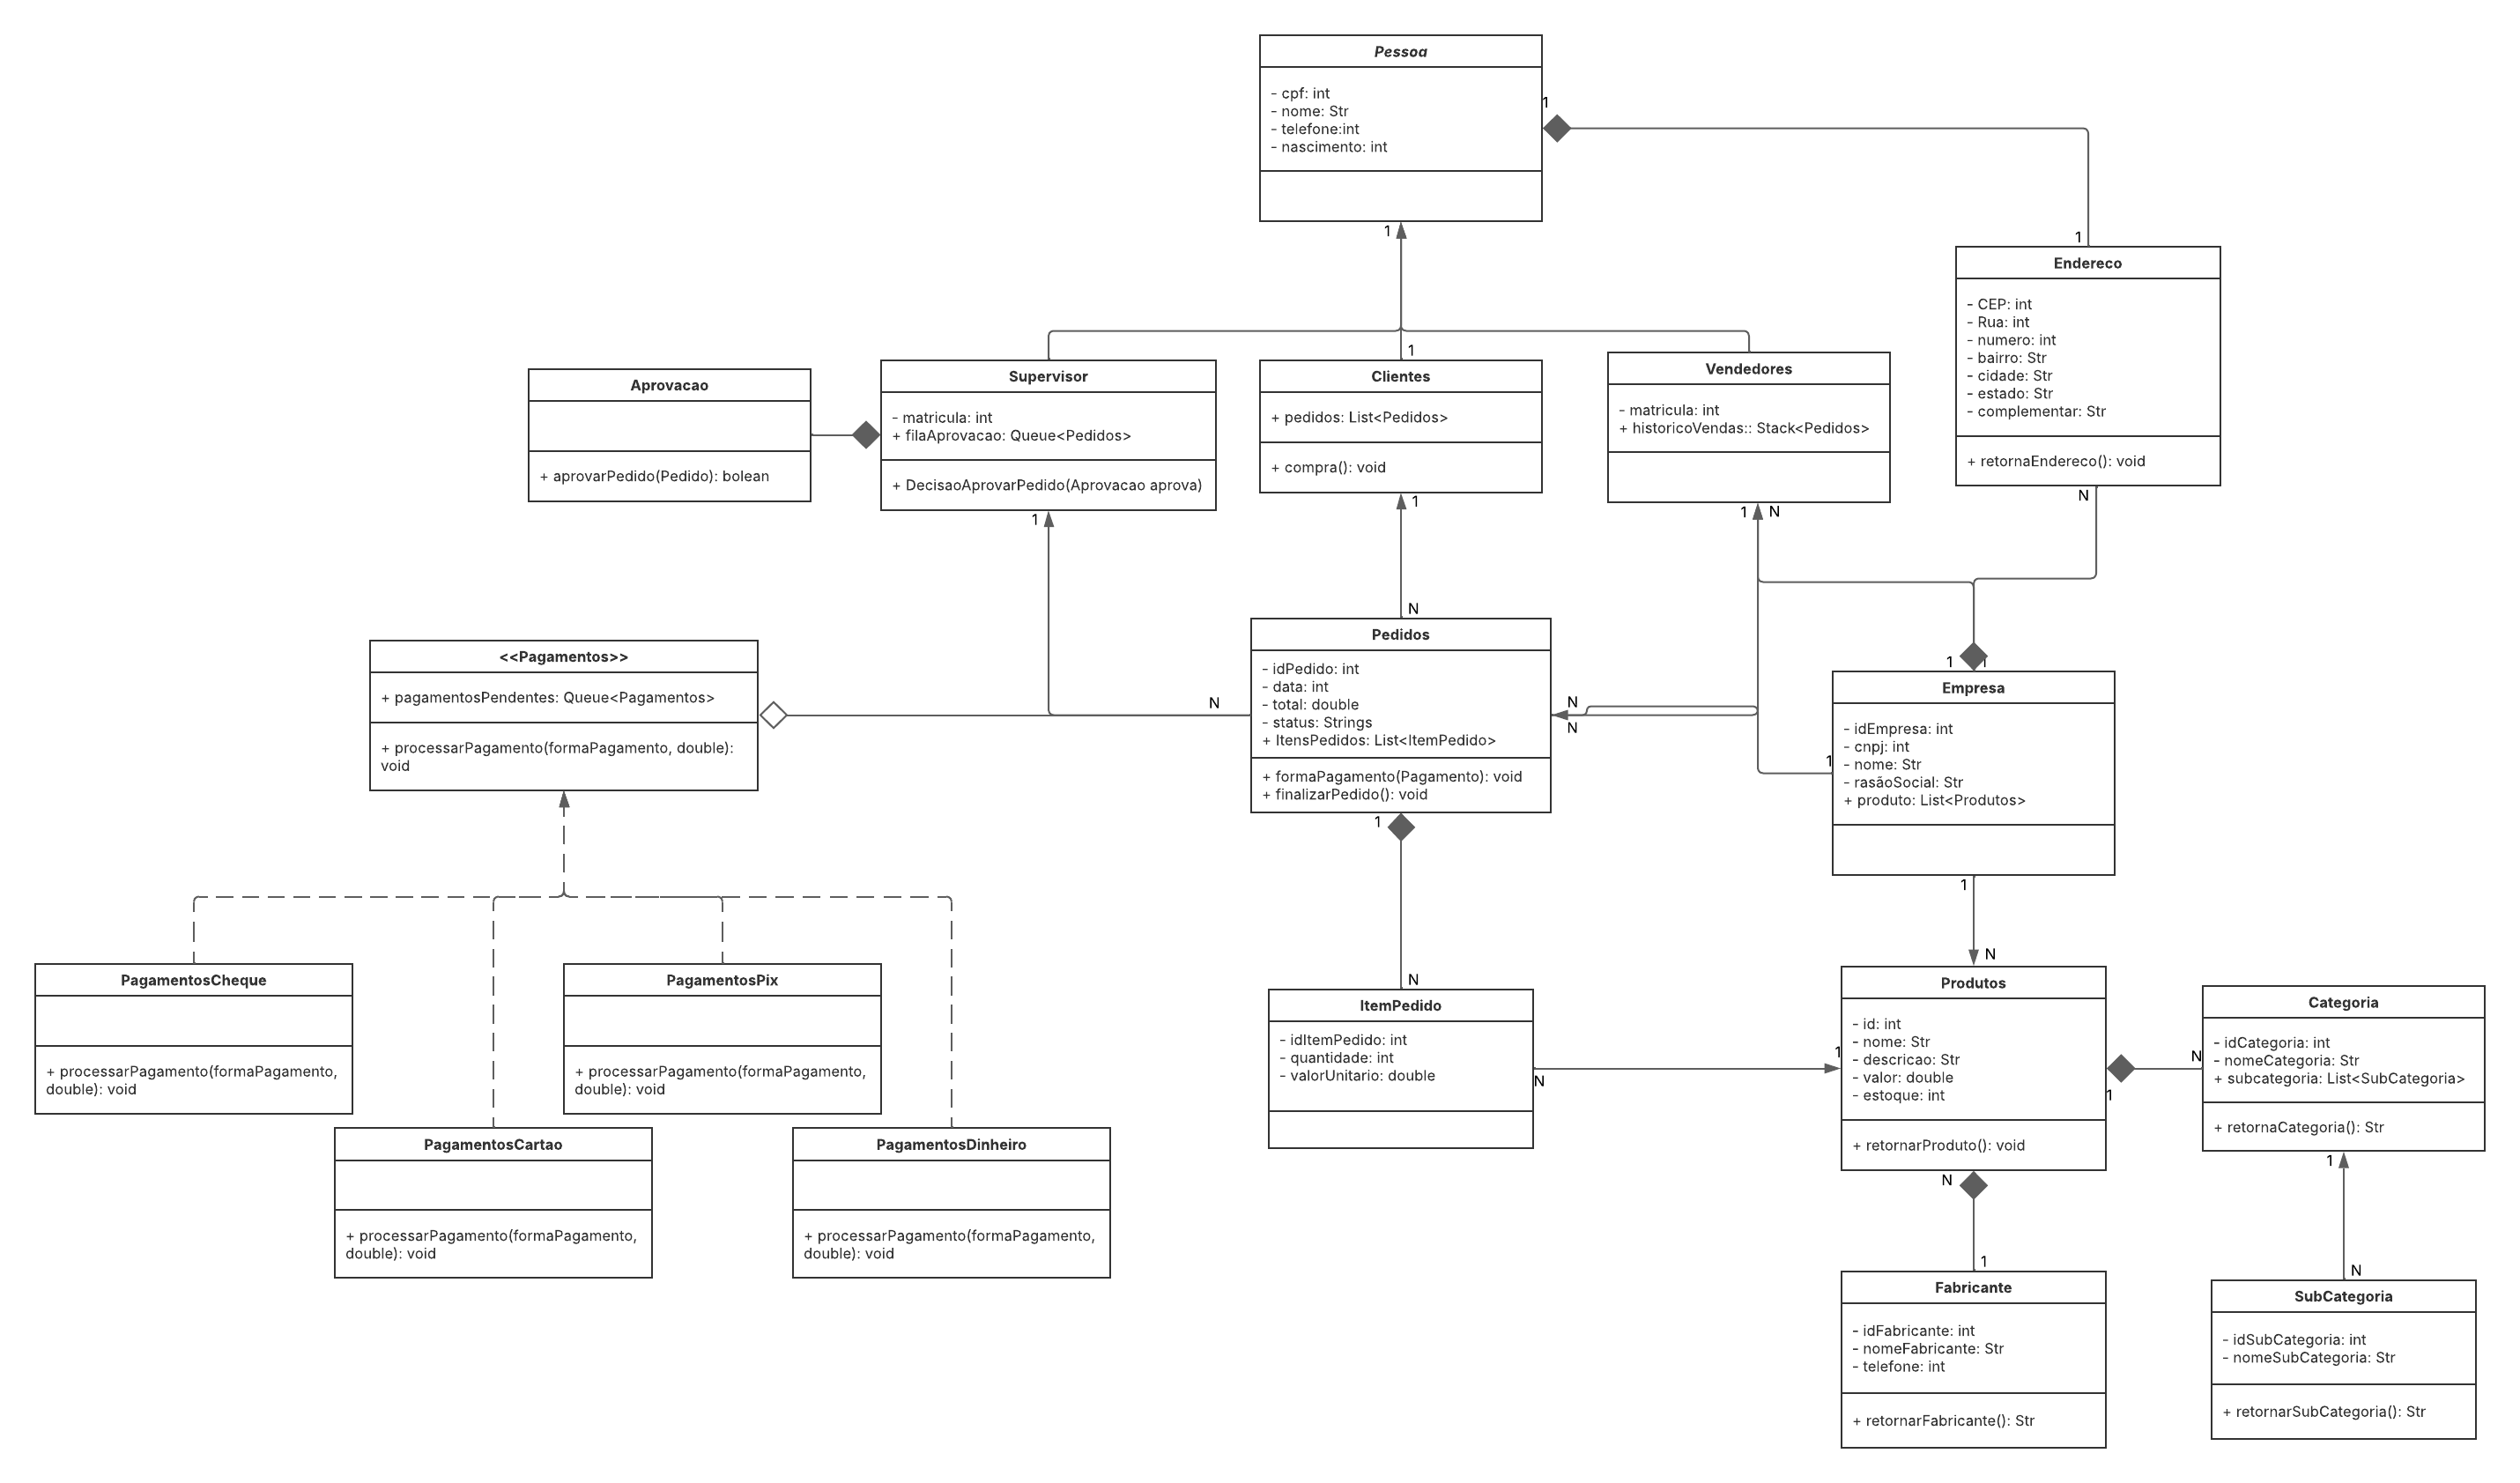 Pessoa
- cpf: int
- nome: Str
- telefone:int
- nascimento: int
1
1
1
1
Endereco
- CEP: int
- Rua: int
- numero: int
- bairro: Str
- cidade: Str
- estado: Str
- complementar: Str
+ retornaEndereco(): void
N
Aprovacao
+ aprovarPedido(Pedido): bolean
Supervisor
- matricula: int
+ filaAprovacao: Queue<Pedidos>
+ DecisaoAprovarPedido(Aprovacao aprova)
1
Clientes
+ pedidos: List<Pedidos>
+ compra(): void
1
N
Vendedores
- matricula: int
+ historicoVendas:: Stack<Pedidos>
1
N
<<Pagamentos>>
+ pagamentosPendentes: Queue<Pagamentos>
+ processarPagamento(formaPagamento, double):
void
N
Pedidos
- idPedido: int
- data: int
- total: double
- status: Strings
+ ItensPedidos: List<ItemPedido>
+ formaPagamento(Pagamento): void
+ finalizarPedido(): void
N
N
1
1
1
1
Empresa
- idEmpresa: int
- cnpj: int
- nome: Str
- rasãoSocial: Str
+ produto: List<Produtos>
1
N
PagamentosCheque
+ processarPagamento(formaPagamento,
double): void
PagamentosPix
+ processarPagamento(formaPagamento,
double): void
PagamentosCartao
+ processarPagamento(formaPagamento,
double): void
PagamentosDinheiro
+ processarPagamento(formaPagamento,
double): void
N
ItemPedido
- idItemPedido: int
- quantidade: int
- valorUnitario: double
N
1
Produtos
- id: int
- nome: Str
- descricao: Str
- valor: double
- estoque: int
+ retornarProduto(): void
1
N
Categoria
- idCategoria: int
- nomeCategoria: Str
+ subcategoria: List<SubCategoria>
+ retornaCategoria(): Str
N
1
1
N
Fabricante
- idFabricante: int
- nomeFabricante: Str
- telefone: int
+ retornarFabricante(): Str
SubCategoria
- idSubCategoria: int
- nomeSubCategoria: Str
+ retornarSubCategoria(): Str